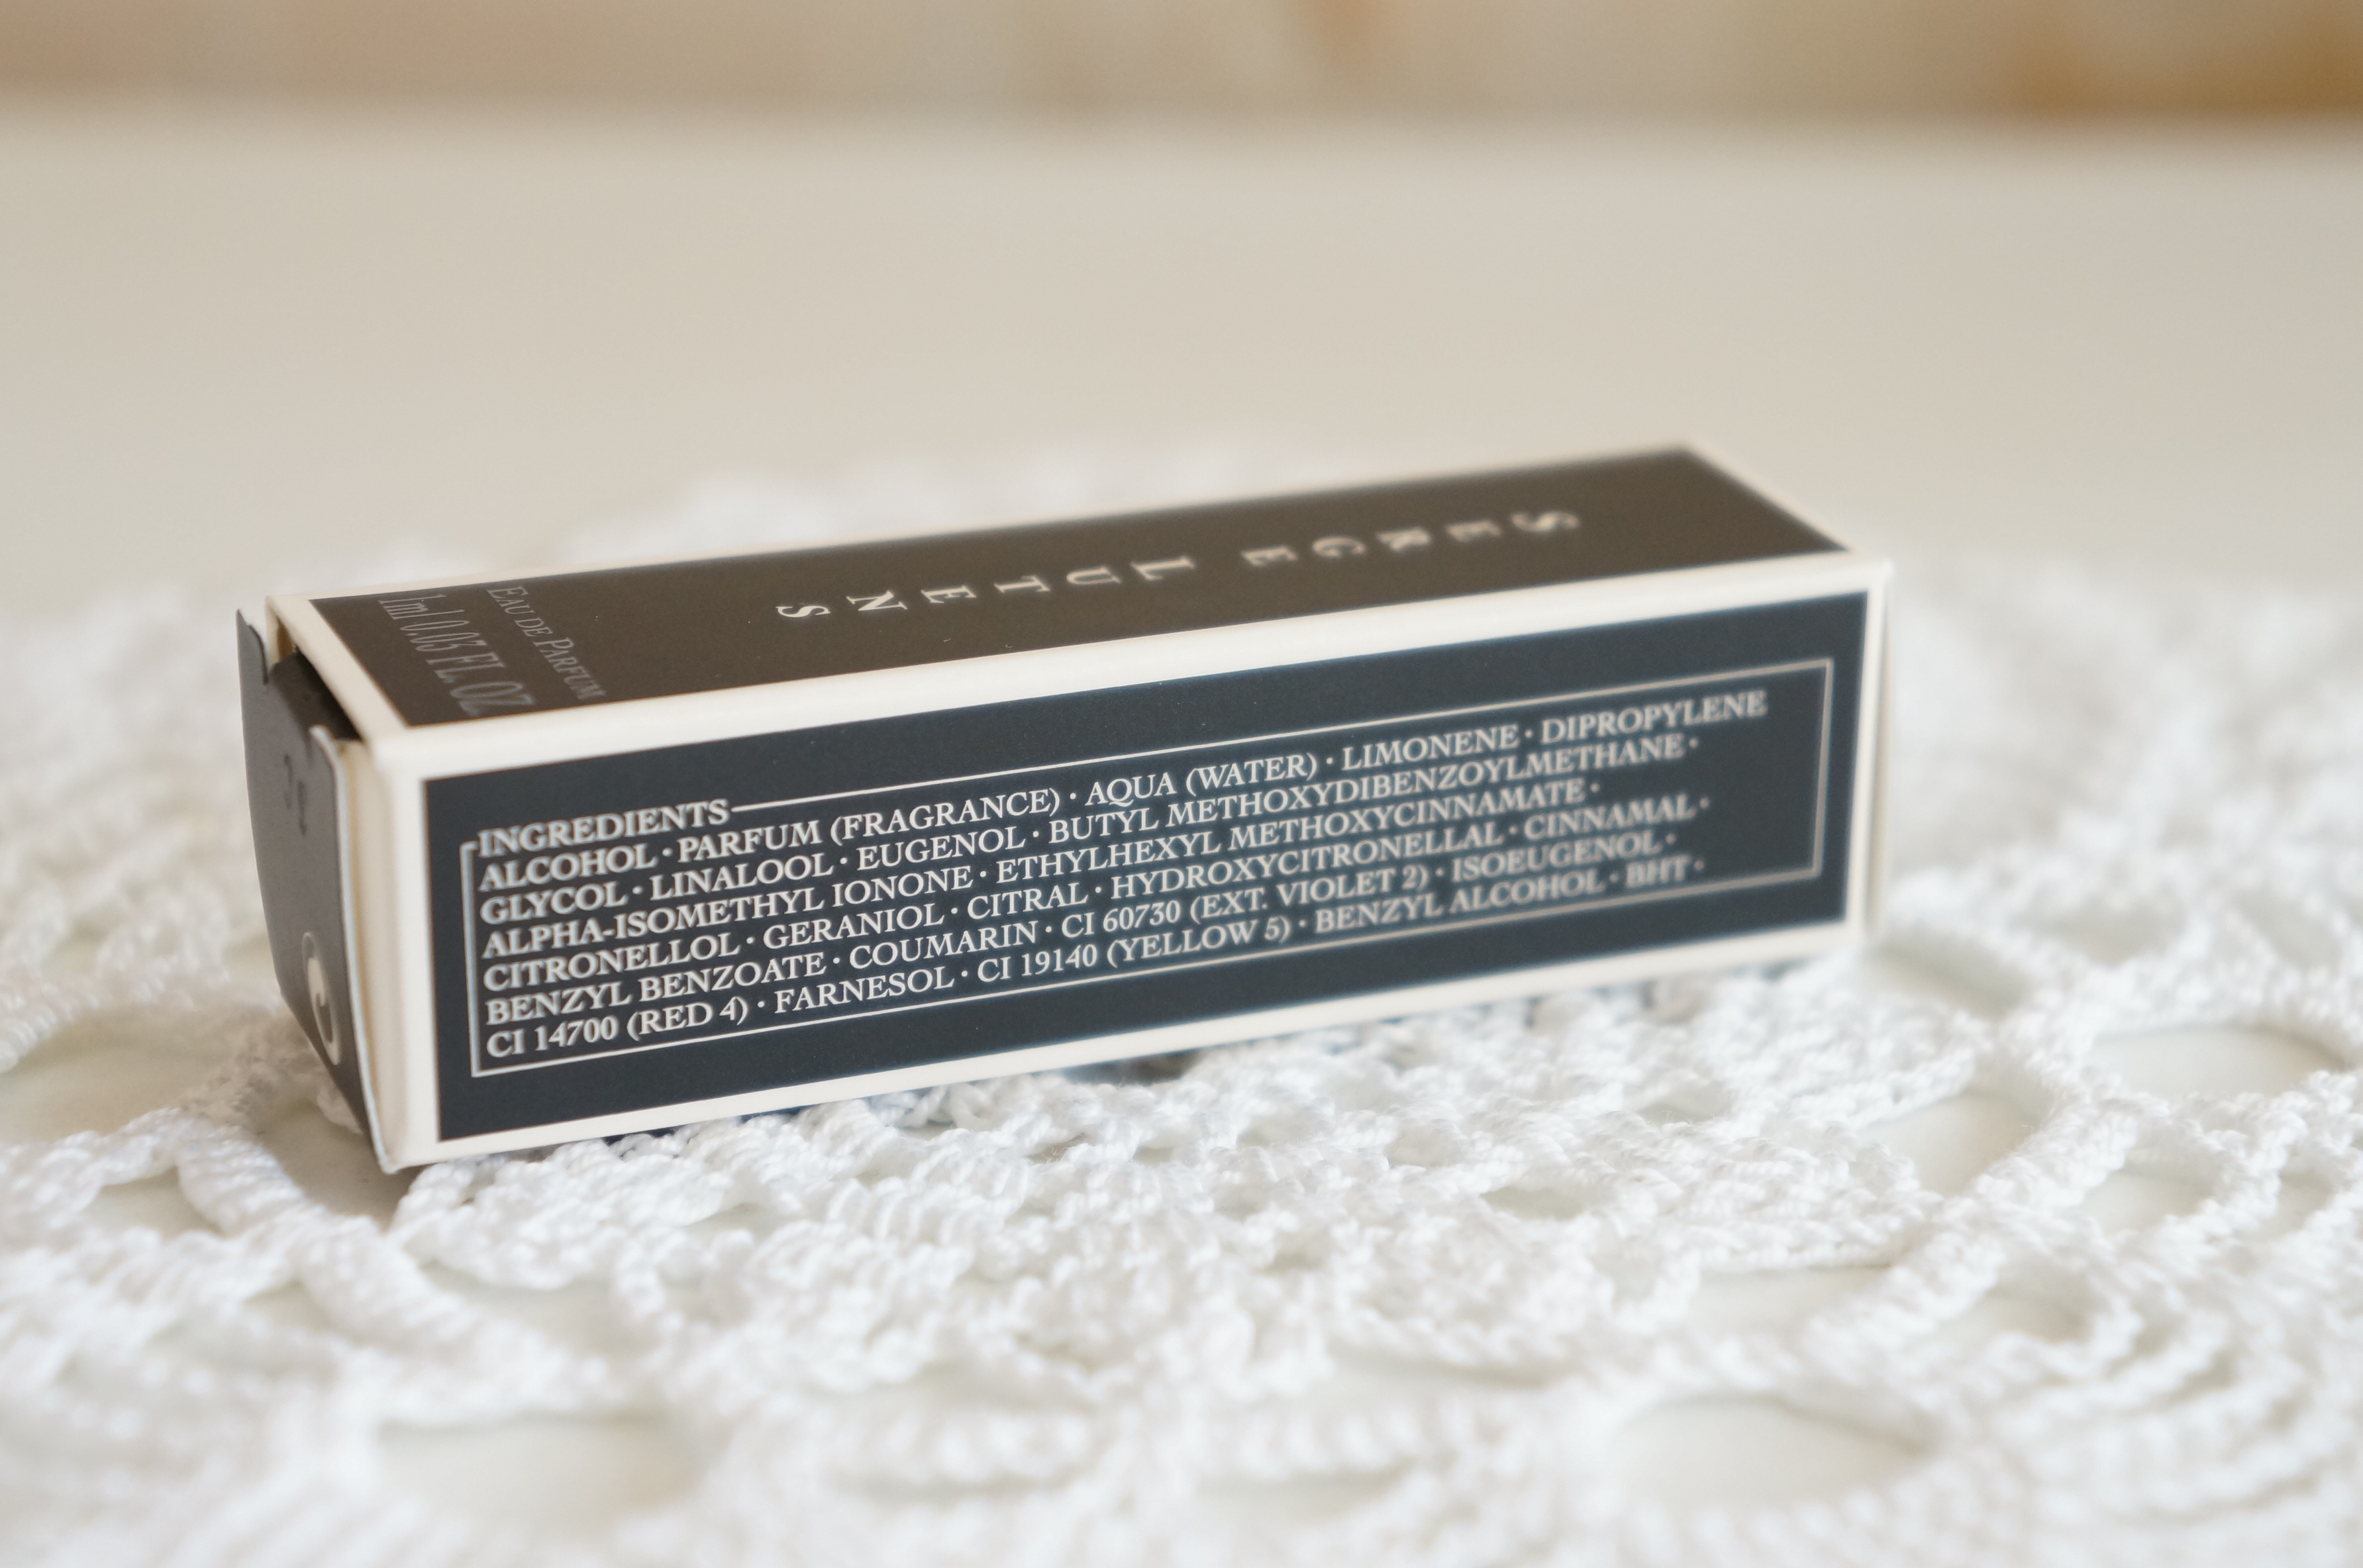 SERGE LUTENS
EAU DE PARFUM
1ml 0.03 FL. OZ.
INGREDIENTS
ALCOHOL · PARFUM (FRAGRANCE) · AQUA (WATER) · LIMONENE · DIPROPYLENE
GLYCOL · LINALOOL · EUGENOL · BUTYL METHOXYDIBENZOYLMETHANE ·
ALPHA-ISOMETHYL IONONE · ETHYLHEXYL METHOXYCINNAMATE ·
CITRONELLOL · GERANIOL · CITRAL · HYDROXYCITRONELLAL · CINNAMAL ·
BENZYL BENZOATE · COUMARIN · CI 60730 (EXT. VIOLET 2) · ISOEUGENOL ·
CI 14700 (RED 4) · FARNESOL · CI 19140 (YELLOW 5) · BENZYL ALCOHOL · BHT ·